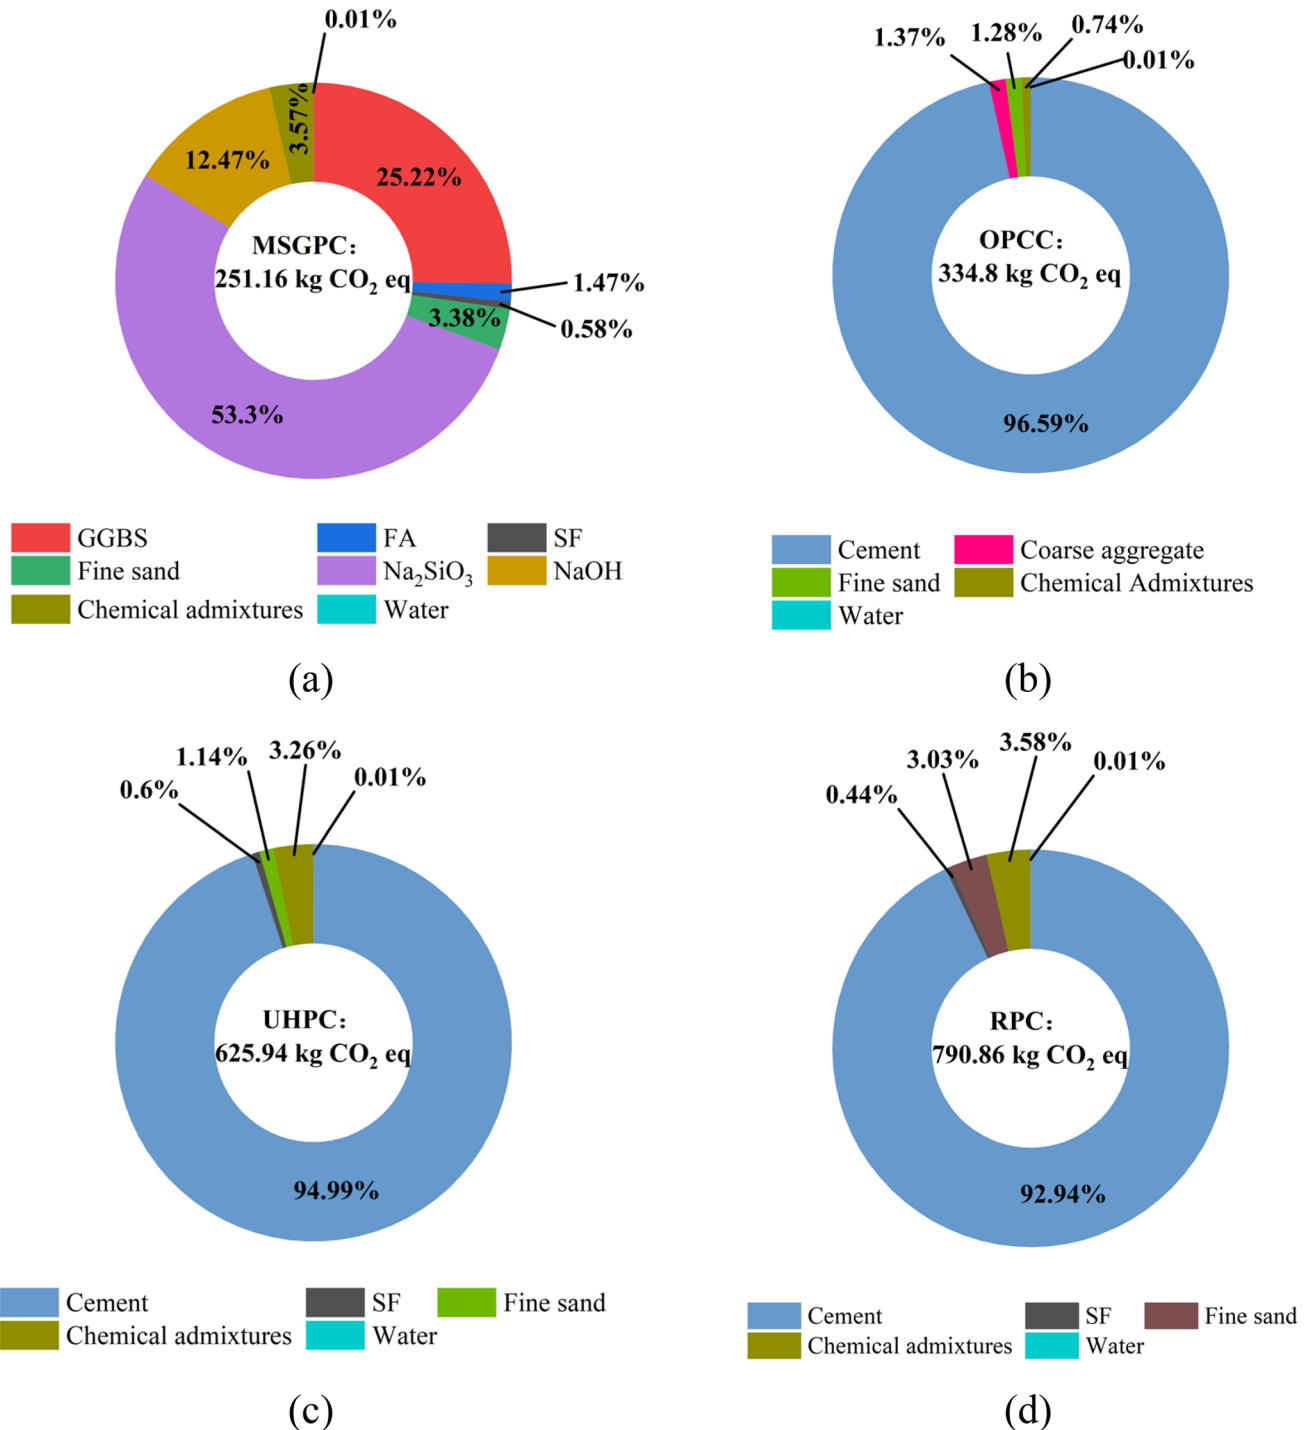 0.01%
3.57%
12.47%
25.22%
MSGPC：
251.16 kg CO₂ eq
1.47%
3.38%
0.58%
53.3%
GGBS FA SF
Fine sand Na₂SiO₃ NaOH
Chemical admixtures Water
(a)
1.37% 1.28% 0.74%
0.01%
OPCC：
334.8 kg CO₂ eq
96.59%
Cement Coarse aggregate
Fine sand Chemical Admixtures
Water
(b)
0.6% 1.14% 3.26% 0.01%
UHPC：
625.94 kg CO₂ eq
94.99%
Cement SF Fine sand
Chemical admixtures Water
(c)
0.44% 3.03% 3.58% 0.01%
RPC：
790.86 kg CO₂ eq
92.94%
Cement SF Fine sand
Chemical admixtures Water
(d)